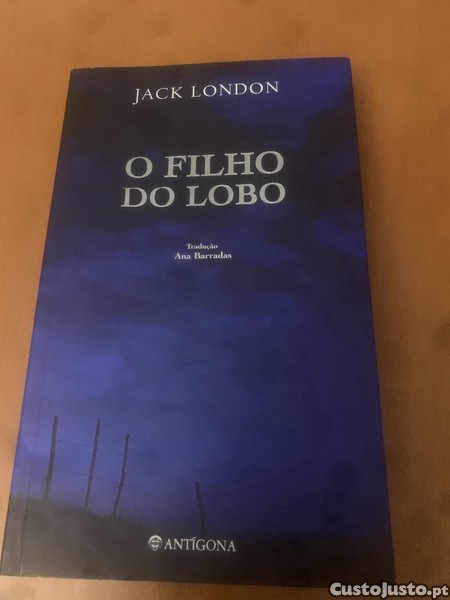 JACK LONDON
O FILHO
DO LOBO
Tradução
Ana Barradas
ANTÍGONA
CustoJusto.pt